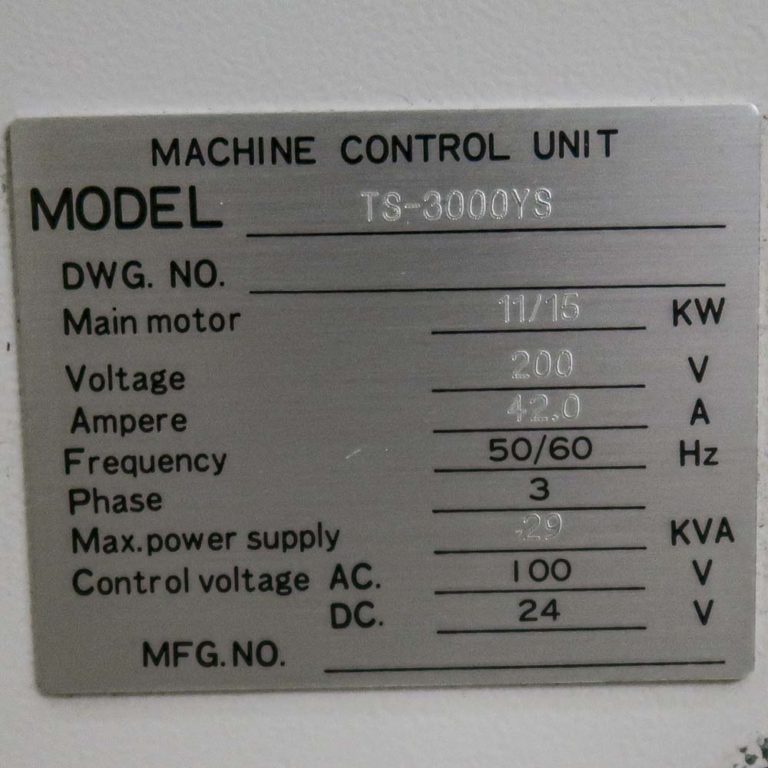 MACHINE CONTROL UNIT
MODEL TS-3000YS
DWG. NO.
Main motor 11/15 KW
Voltage 200 V
Ampere 42.0 A
Frequency 50/60 Hz
Phase 3
Max.power supply 29 KVA
Control voltage AC. 100 V
DC. 24 V
MFG.NO.